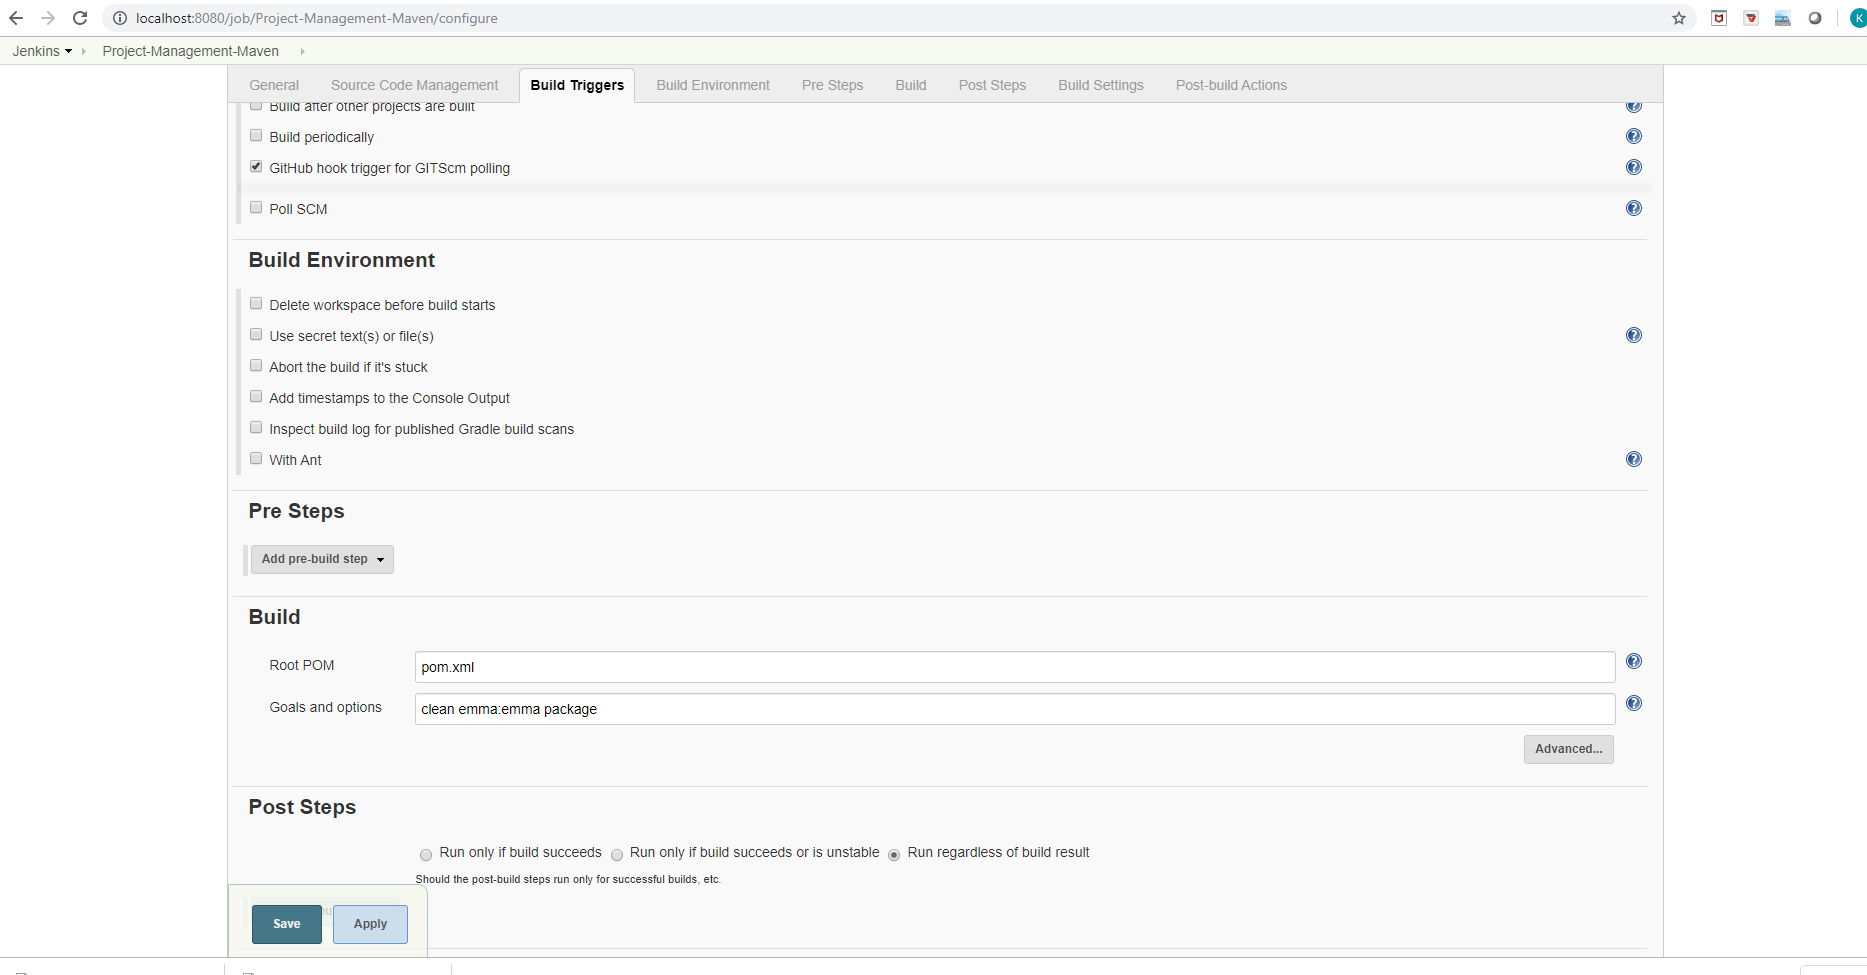 localhost:8080/job/Project-Management-Maven/configure
K
Jenkins Project-Management-Maven
General Source Code Management Build Triggers Build Environment Pre Steps Build Post Steps Build Settings Post-build Actions
Build after other projects are built
Build periodically
GitHub hook trigger for GITScm polling
Poll SCM
Build Environment
Delete workspace before build starts
Use secret text(s) or file(s)
Abort the build if it's stuck
Add timestamps to the Console Output
Inspect build log for published Gradle build scans
With Ant
Pre Steps
Add pre-build step
Build
Root POM pom.xml
Goals and options clean emma:emma package
Advanced...
Post Steps
Run only if build succeeds Run only if build succeeds or is unstable Run regardless of build result
Should the post-build steps run only for successful builds, etc.
Save Apply